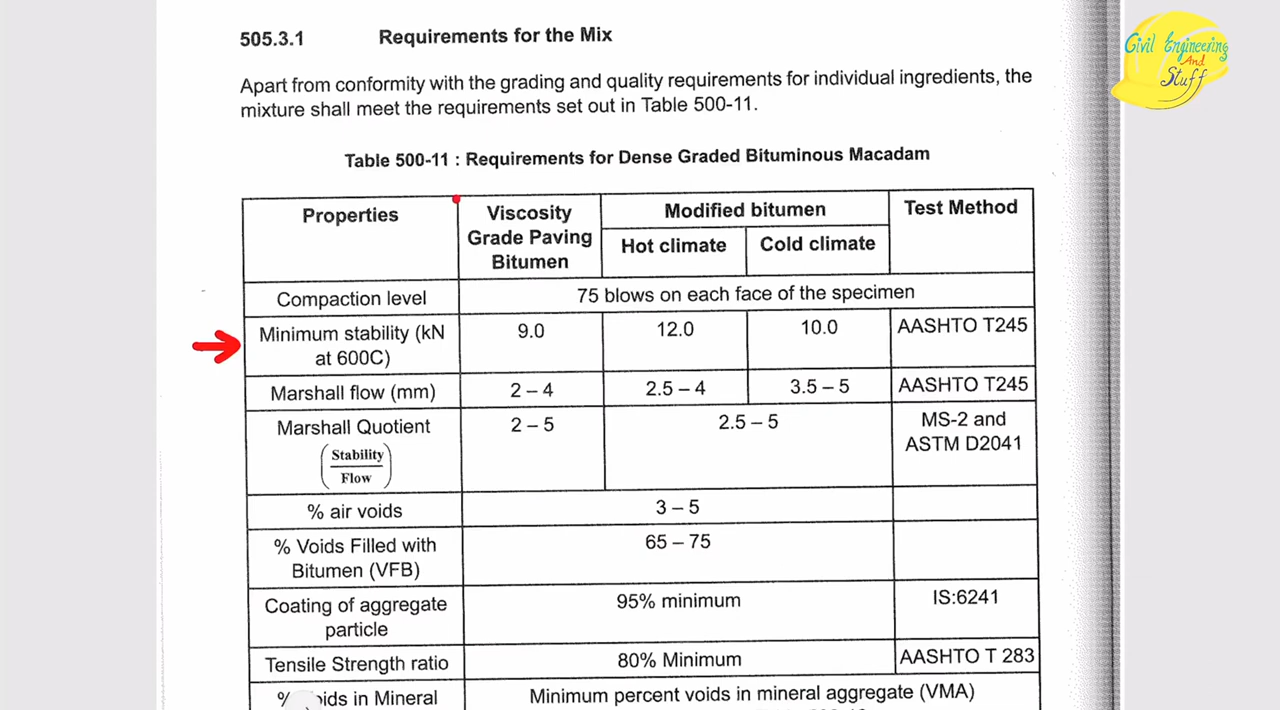 505.3.1 Requirements for the Mix
Civil Engineering
And
Stuff
Apart from conformity with the grading and quality requirements for individual ingredients, the
mixture shall meet the requirements set out in Table 500-11.
Table 500-11 : Requirements for Dense Graded Bituminous Macadam
Properties
Viscosity
Grade Paving
Bitumen
Modified bitumen
Hot climate
Cold climate
Test Method
Compaction level
75 blows on each face of the specimen
Minimum stability (kN
at 600C)
9.0
12.0
10.0
AASHTO T245
Marshall flow (mm)
2 – 4
2.5 – 4
3.5 – 5
AASHTO T245
Marshall Quotient
(Stability
Flow)
2 – 5
2.5 – 5
MS-2 and
ASTM D2041
% air voids
3 – 5
% Voids Filled with
Bitumen (VFB)
65 – 75
Coating of aggregate
particle
95% minimum
IS:6241
Tensile Strength ratio
80% Minimum
AASHTO T 283
% in Mineral
Minimum percent voids in mineral aggregate (VMA)